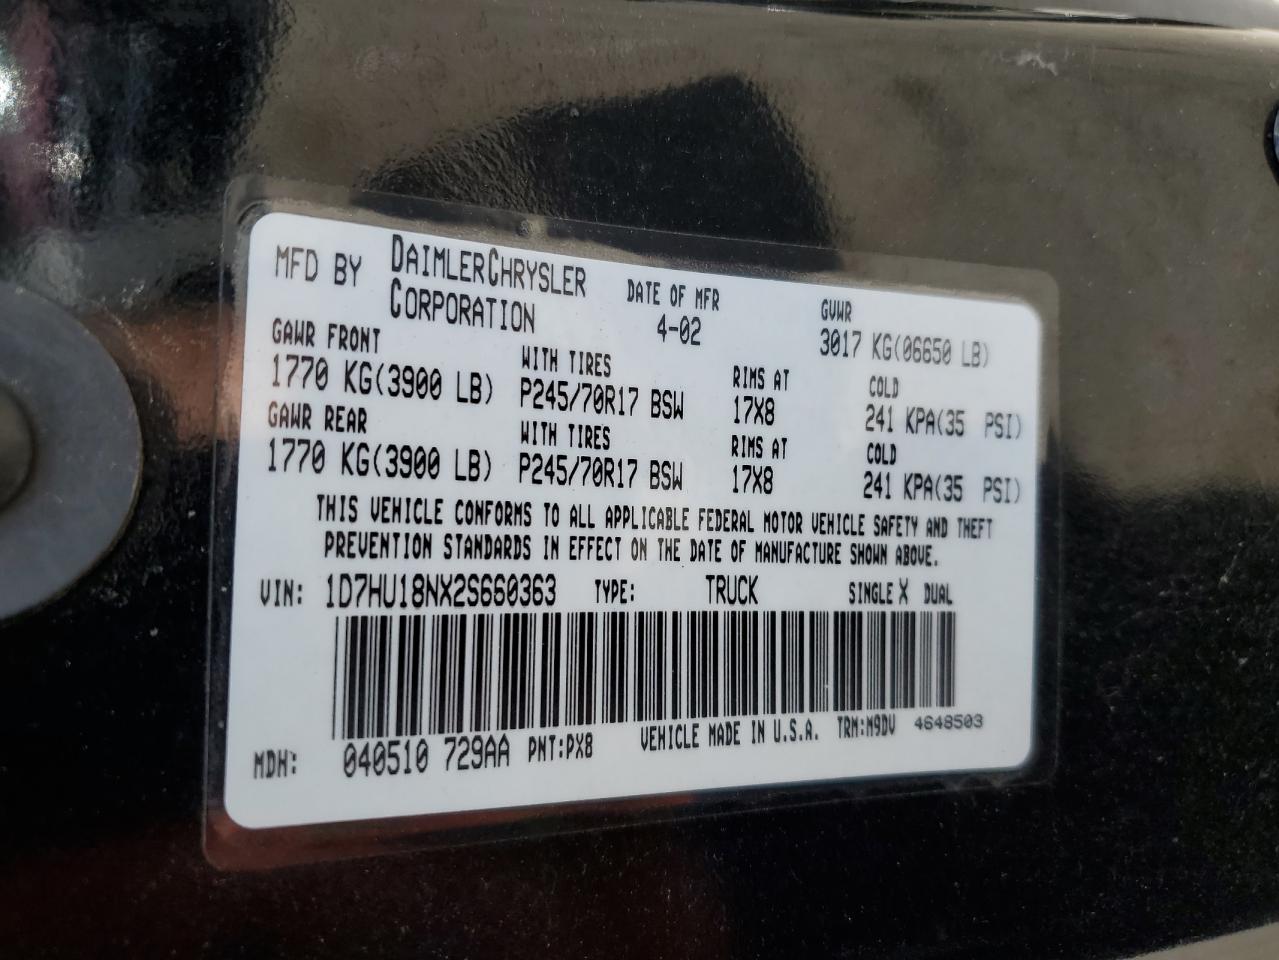 MFD BY DAIMLERCHRYSLER CORPORATION DATE OF MFR 4-02 GVWR 3017 KG(06650 LB)
GAWR FRONT WITH TIRES RIMS AT COLD
1770 KG(3900 LB) P245/70R17 BSW 17X8 241 KPA(35 PSI)
GAWR REAR WITH TIRES RIMS AT COLD
1770 KG(3900 LB) P245/70R17 BSW 17X8 241 KPA(35 PSI)
THIS VEHICLE CONFORMS TO ALL APPLICABLE FEDERAL MOTOR VEHICLE SAFETY AND THEFT
PREVENTION STANDARDS IN EFFECT ON THE DATE OF MANUFACTURE SHOWN ABOVE.
VIN: 1D7HU18NX2S660363 TYPE: TRUCK SINGLE X DUAL
MDH: 040510 729AA PNT:PX8 VEHICLE MADE IN U.S.A. TRM:M9DV 4648503